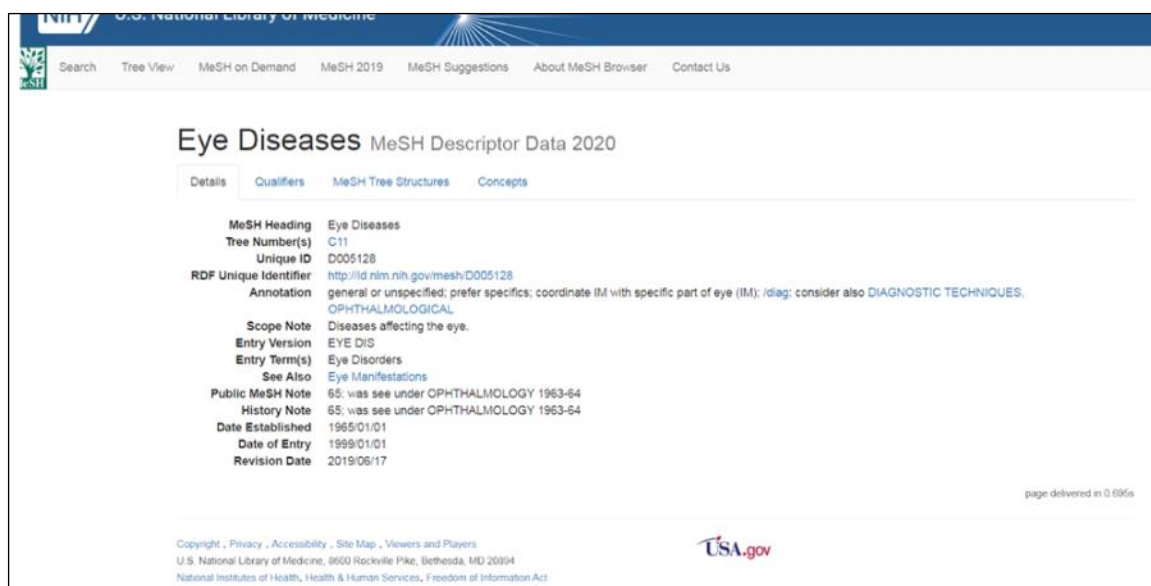 NIH U.S. National Library of Medicine
MeSH
Search Tree View MeSH on Demand MeSH 2019 MeSH Suggestions About MeSH Browser Contact Us
Eye Diseases MeSH Descriptor Data 2020
Details Qualifiers MeSH Tree Structures Concepts
MeSH Heading Eye Diseases
Tree Number(s) C11
Unique ID D005128
RDF Unique Identifier http://id.nlm.nih.gov/mesh/D005128
Annotation general or unspecified; prefer specifics; coordinate IM with specific part of eye (IM); /diag: consider also DIAGNOSTIC TECHNIQUES,
OPHTHALMOLOGICAL
Scope Note Diseases affecting the eye.
Entry Version EYE DIS
Entry Term(s) Eye Disorders
See Also Eye Manifestations
Public MeSH Note 65; was see under OPHTHALMOLOGY 1963-64
History Note 65; was see under OPHTHALMOLOGY 1963-64
Date Established 1965/01/01
Date of Entry 1999/01/01
Revision Date 2019/06/17
page delivered in 0.695s
Copyright , Privacy , Accessibility , Site Map , Viewers and Players
U.S. National Library of Medicine, 8600 Rockville Pike, Bethesda, MD 20894
National Institutes of Health, Health & Human Services, Freedom of Information Act
USA.gov